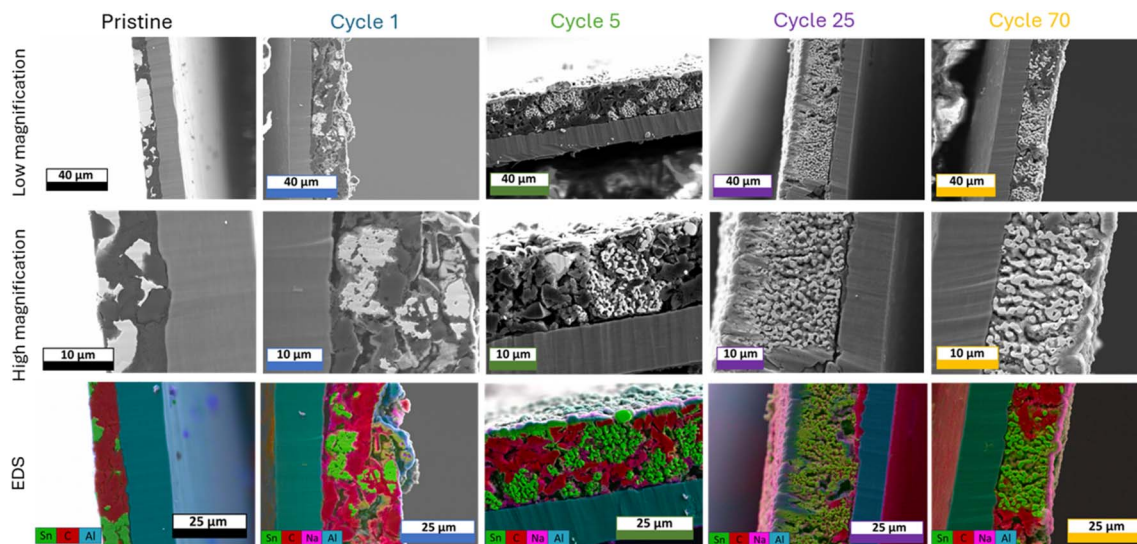 Pristine
Cycle 1
Cycle 5
Cycle 25
Cycle 70
Low magnification
40 µm
40 µm
40 µm
40 µm
40 µm
High magnification
10 µm
10 µm
10 µm
10 µm
10 µm
EDS
25 µm
25 µm
25 µm
25 µm
25 µm
Sn C Al
Sn C Na Al
Sn C Na Al
Sn C Na Al
Sn C Na Al